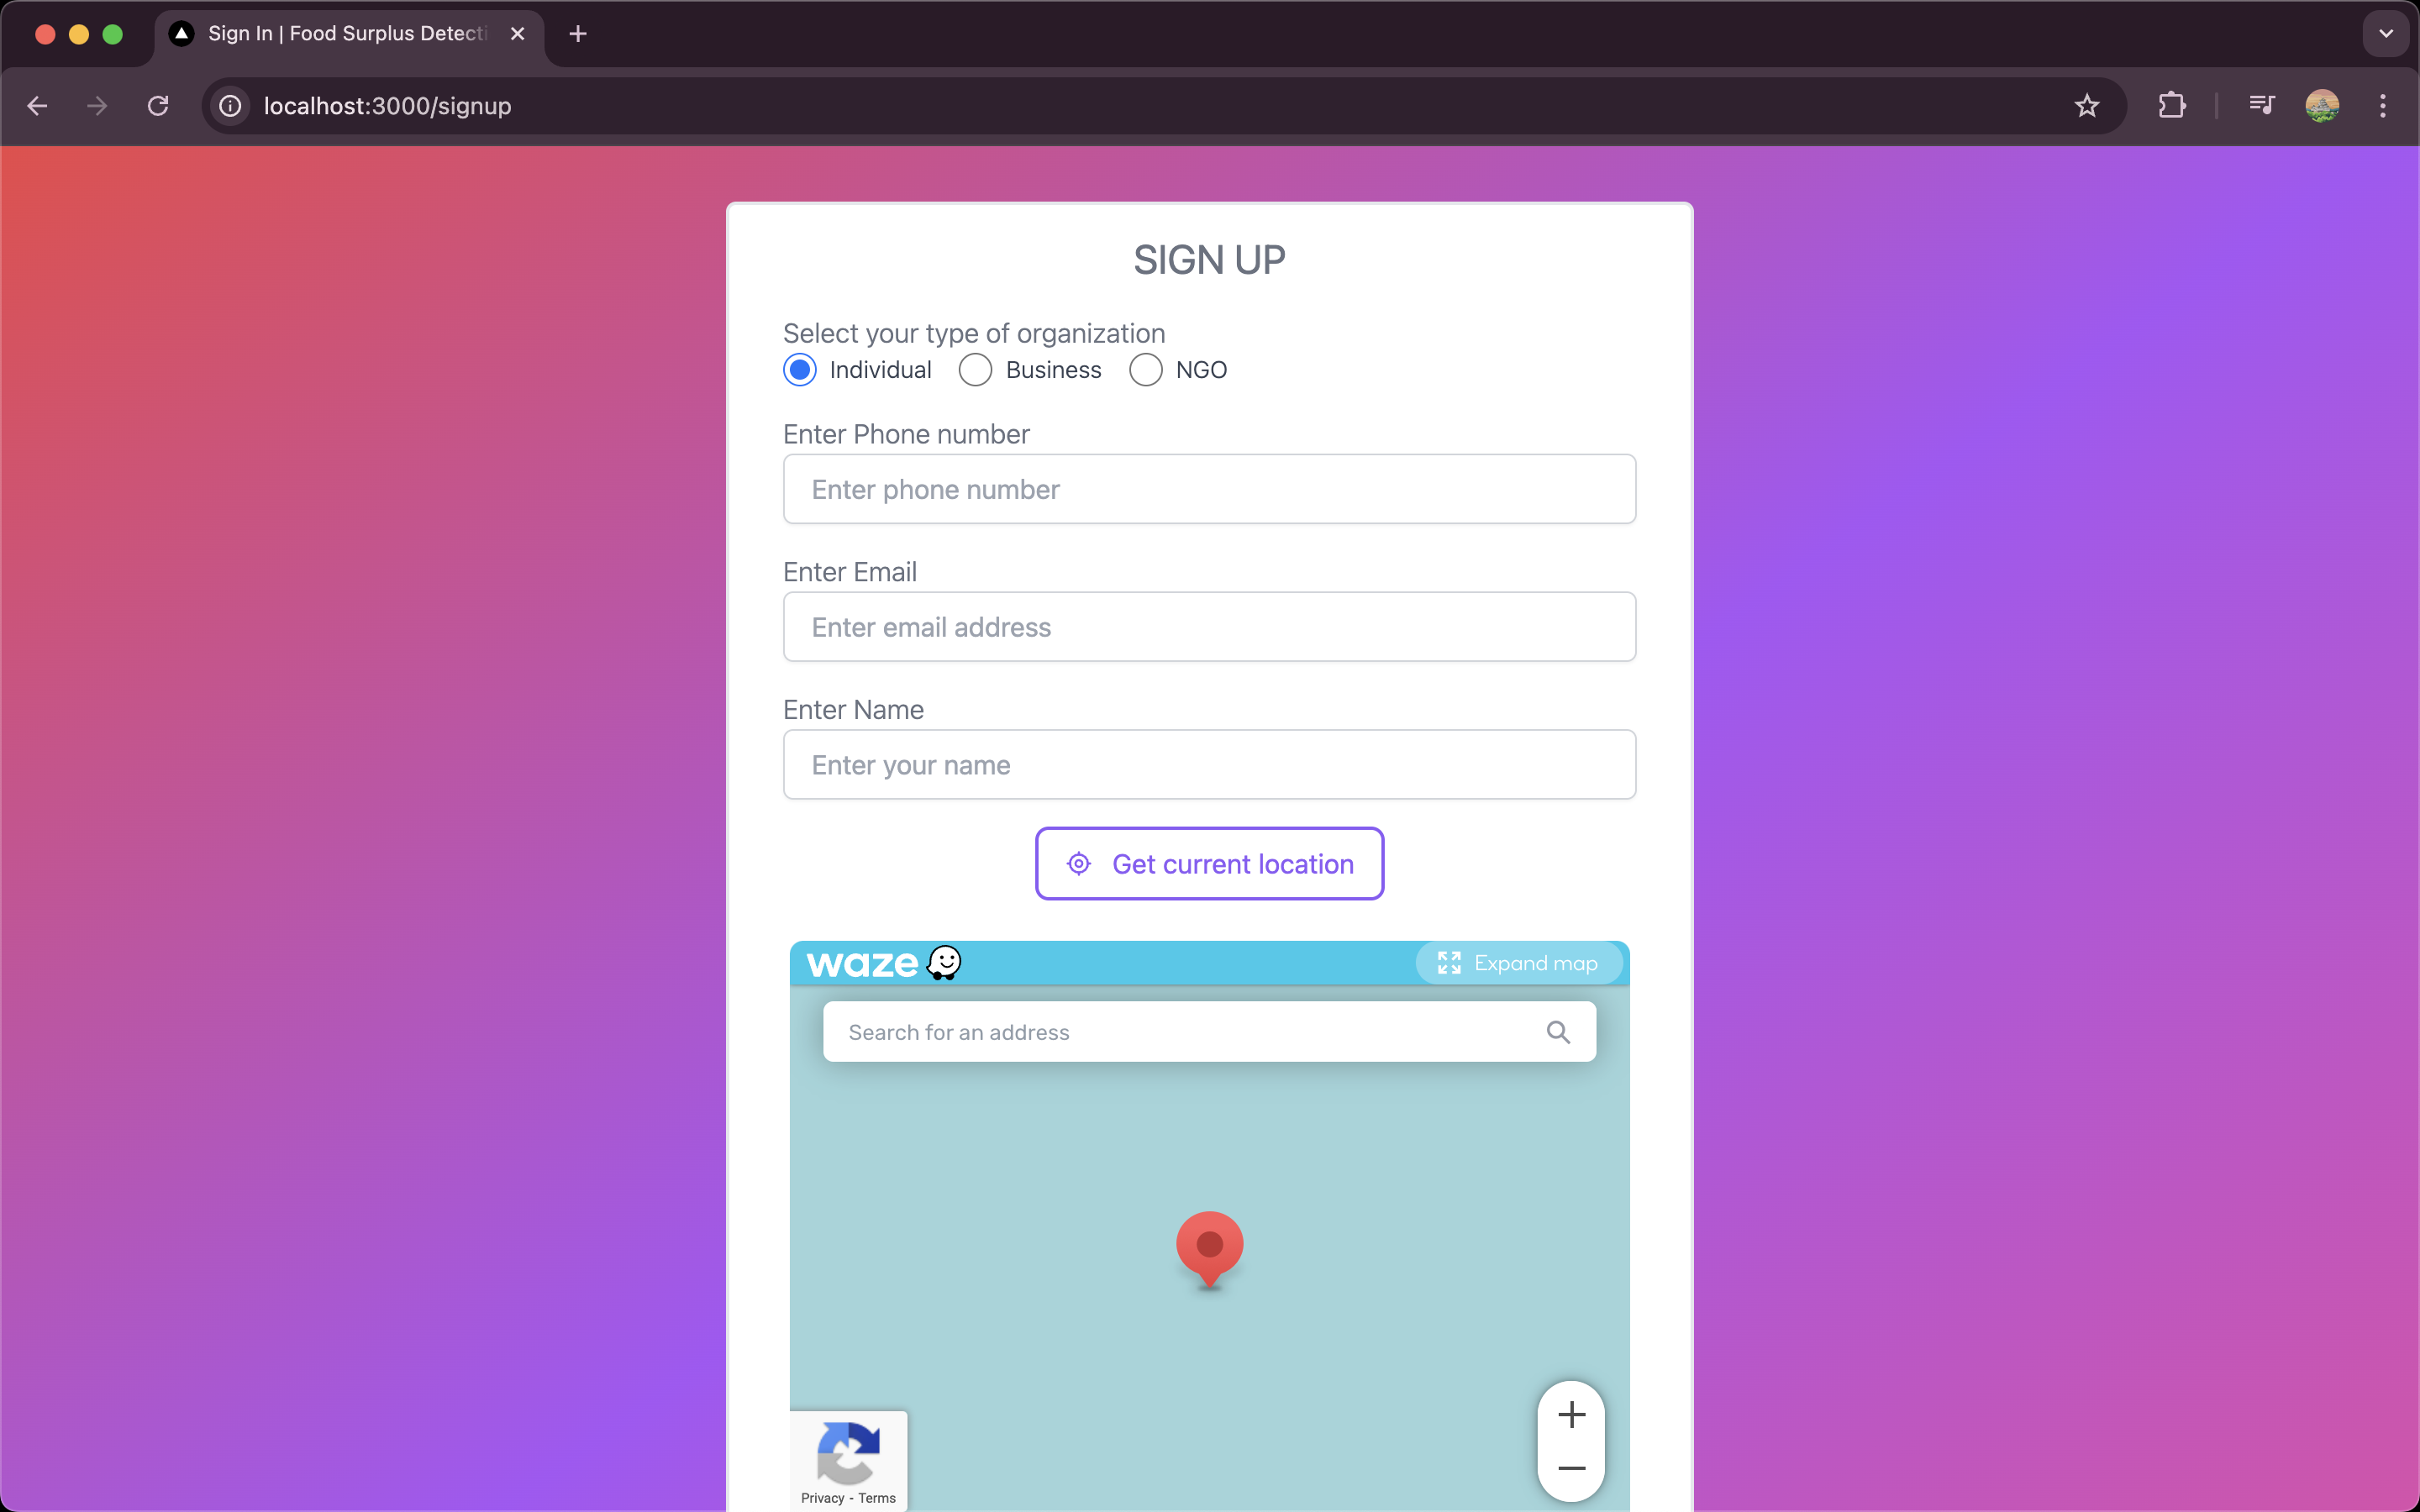 Sign In | Food Surplus Detecti
localhost:3000/signup
SIGN UP
Select your type of organization
Individual Business NGO
Enter Phone number
Enter phone number
Enter Email
Enter email address
Enter Name
Enter your name
Get current location
waze Expand map
Search for an address
Privacy - Terms